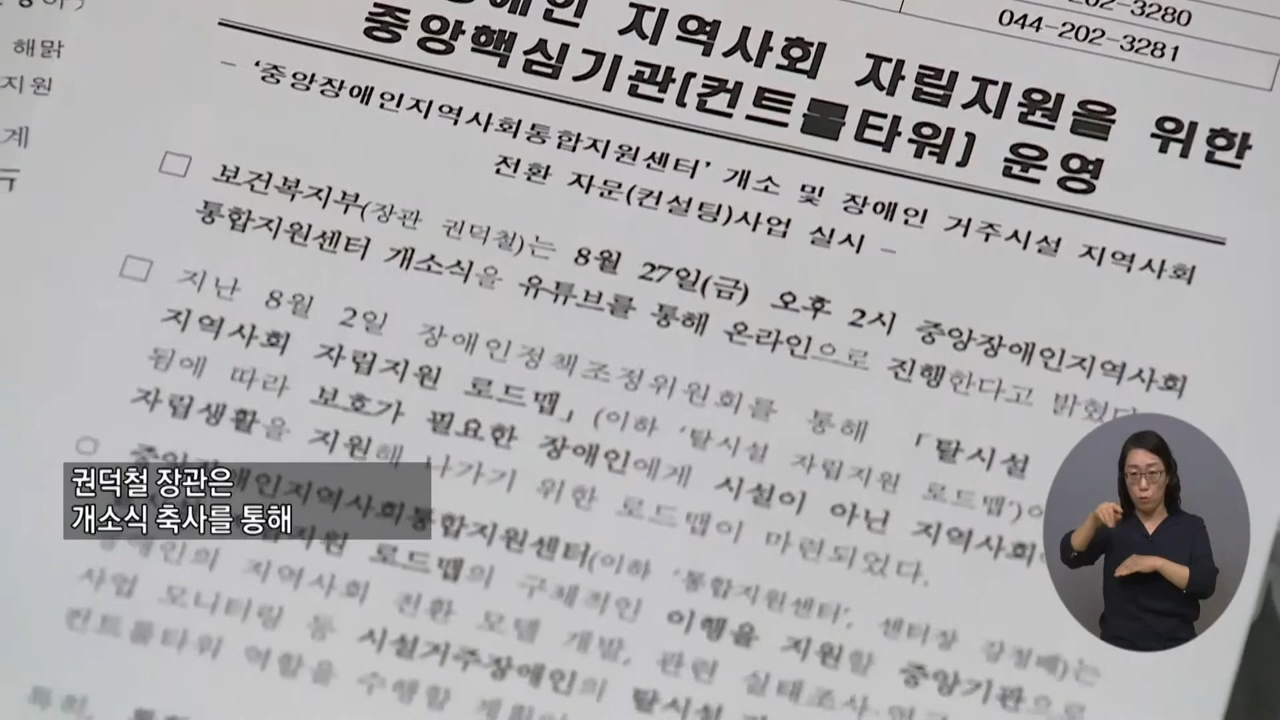 해맑
지원
계
202-3280
044-202-3281
장애인 지역사회 자립지원을 위한
중앙핵심기관(컨트롤타워) 운영
- ‘중앙장애인지역사회통합지원센터’ 개소 및 장애인 거주시설 지역사회
전환 자문(컨설팅)사업 실시 -
□ 보건복지부(장관 권덕철)는 8월 27일(금) 오후 2시 중앙장애인지역사회
통합지원센터 개소식을 유튜브를 통해 온라인으로 진행한다고 밝혔다
□ 지난 8월 2일 장애인정책조정위원회를 통해 「탈시설
지역사회 자립지원 로드맵」(이하 ‘탈시설 자립지원 로드맵’)이
됨에 따라 보호가 필요한 장애인에게 시설이 아닌 지역사회
자립생활을 지원해 나가기 위한 로드맵이 마련되었다.
○ 중앙장애인지역사회통합지원센터(이하 ‘통합지원센터’, 센터장 강정배)는
자립지원 로드맵의 구체적인 이행을 지원할 중앙기관으로
장애인의 지역사회 전환 모델 개발, 관련 실태조사·연구
사업 모니터링 등 시설거주장애인의 탈시설
컨트롤타워 역할을 수행할 계획
특히,
권덕철 장관은
개소식 축사를 통해